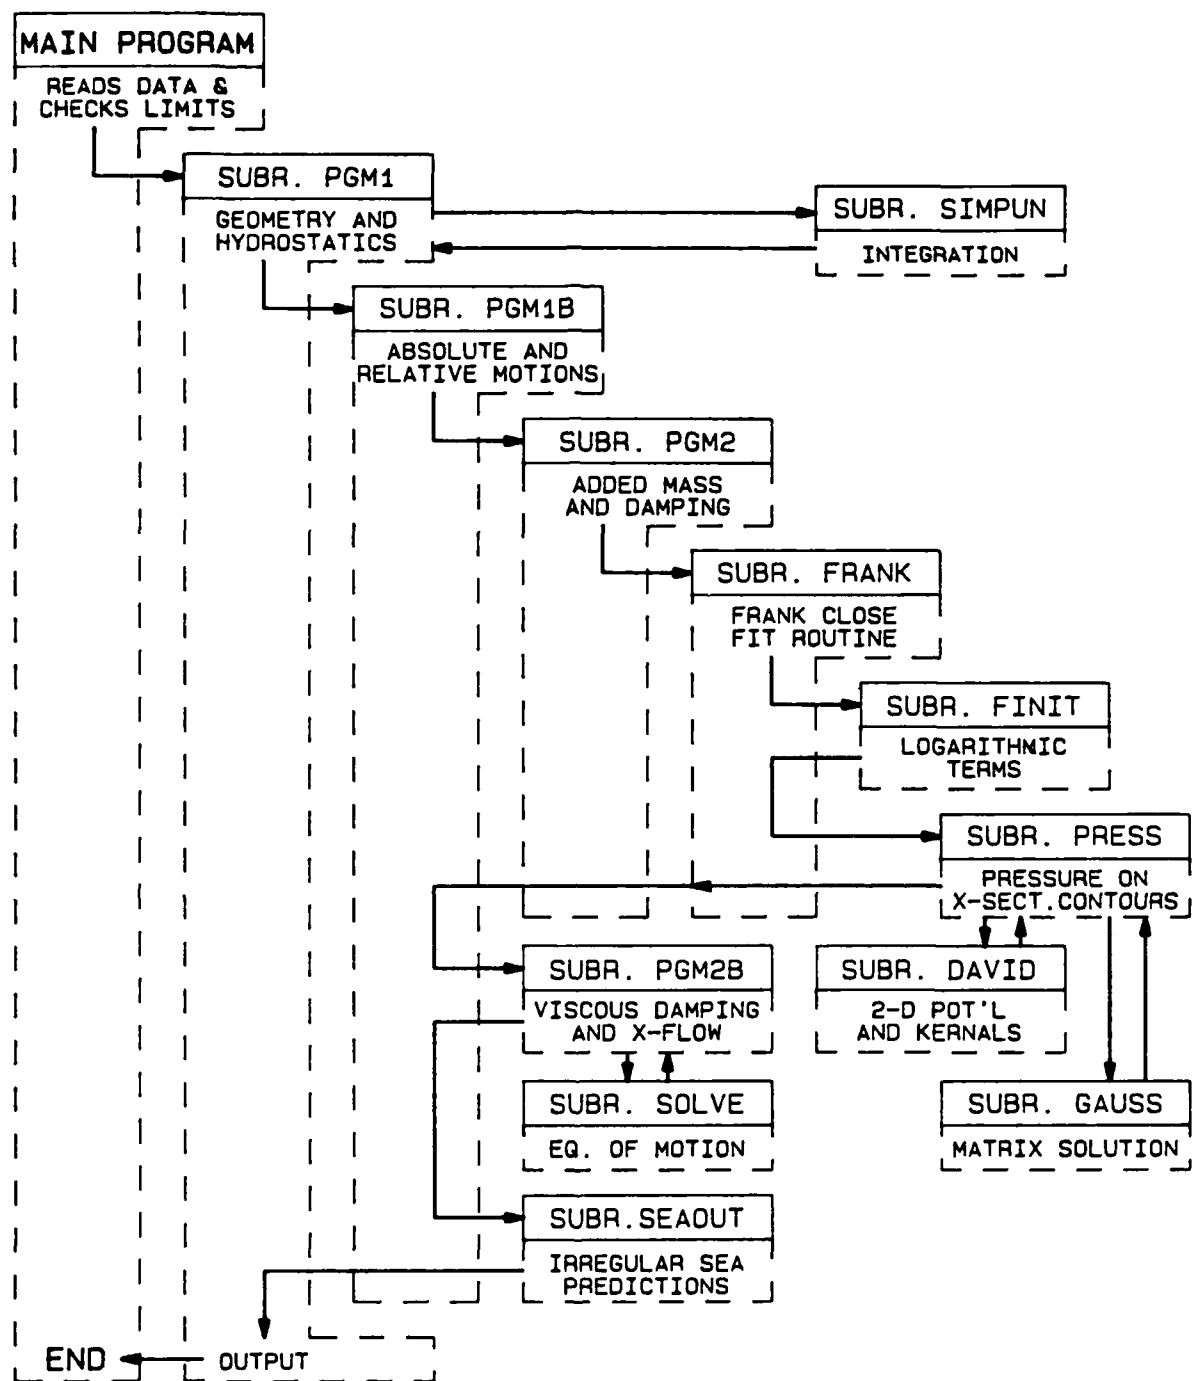 MAIN PROGRAM
READS DATA &
CHECKS LIMITS
SUBR. PGM1
GEOMETRY AND
HYDROSTATICS
SUBR. SIMPUN
INTEGRATION
SUBR. PGM1B
ABSOLUTE AND
RELATIVE MOTIONS
SUBR. PGM2
ADDED MASS
AND DAMPING
SUBR. FRANK
FRANK CLOSE
FIT ROUTINE
SUBR. FINIT
LOGARITHMIC
TERMS
SUBR. PRESS
PRESSURE ON
X-SECT.CONTOURS
SUBR. PGM2B
VISCOUS DAMPING
AND X-FLOW
SUBR. DAVID
2-D POT'L
AND KERNALS
SUBR. SOLVE
EQ. OF MOTION
SUBR. GAUSS
MATRIX SOLUTION
SUBR.SEAOUT
IRREGULAR SEA
PREDICTIONS
END
OUTPUT